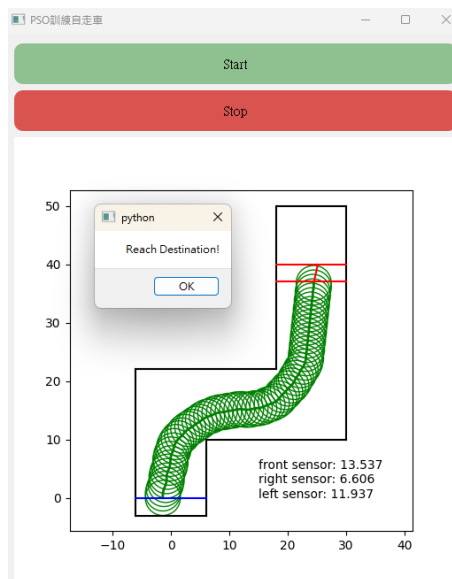 PSO訓練自走車
Start
Stop
50
python
Reach Destination!
OK
40
30
20
10
front sensor: 13.537
right sensor: 6.606
left sensor: 11.937
0
−10 0 10 20 30 40